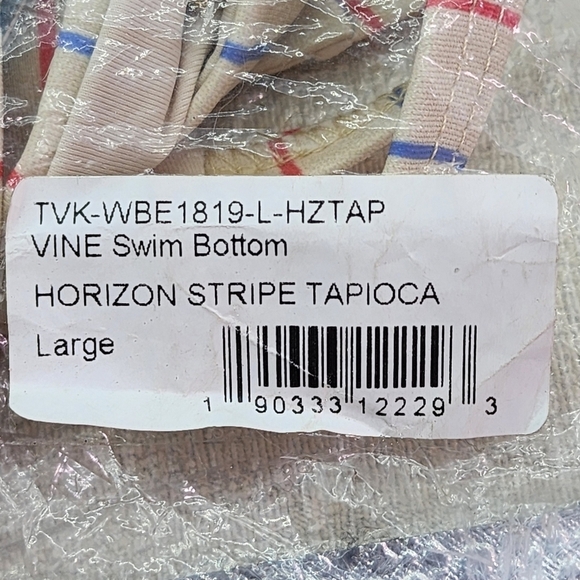 TVK-WBE1819-L-HZTAP
VINE Swim Bottom
HORIZON STRIPE TAPIOCA
Large
1 90333 12229 3